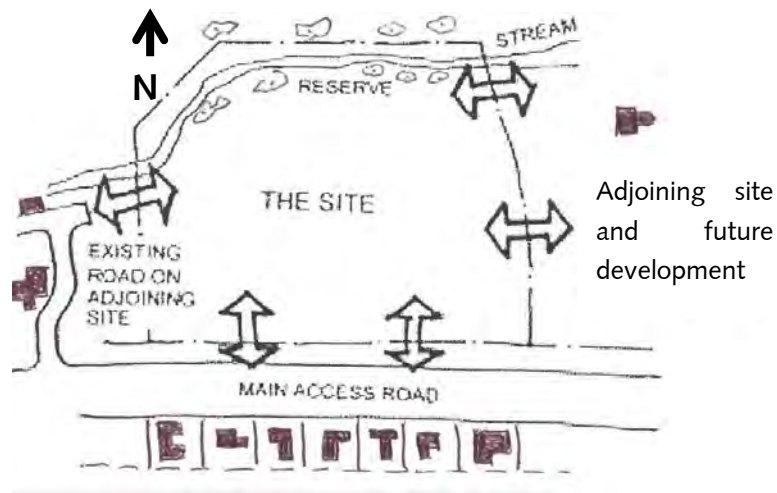 N
STREAM
RESERVE
THE SITE
EXISTING
ROAD ON
ADJOINING
SITE
Adjoining site
and future
development
MAIN ACCESS ROAD